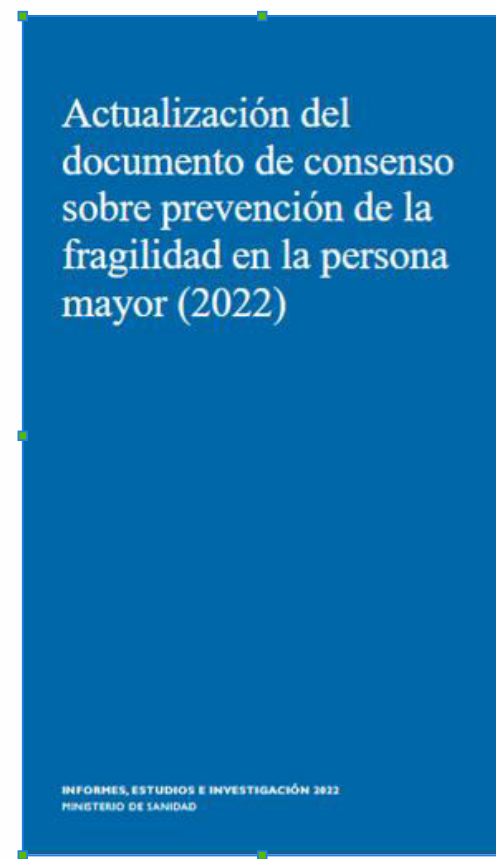 Actualización del
documento de consenso
sobre prevención de la
fragilidad en la persona
mayor (2022)
INFORMES, ESTUDIOS E INVESTIGACIÓN 2022
MINISTERIO DE SANIDAD